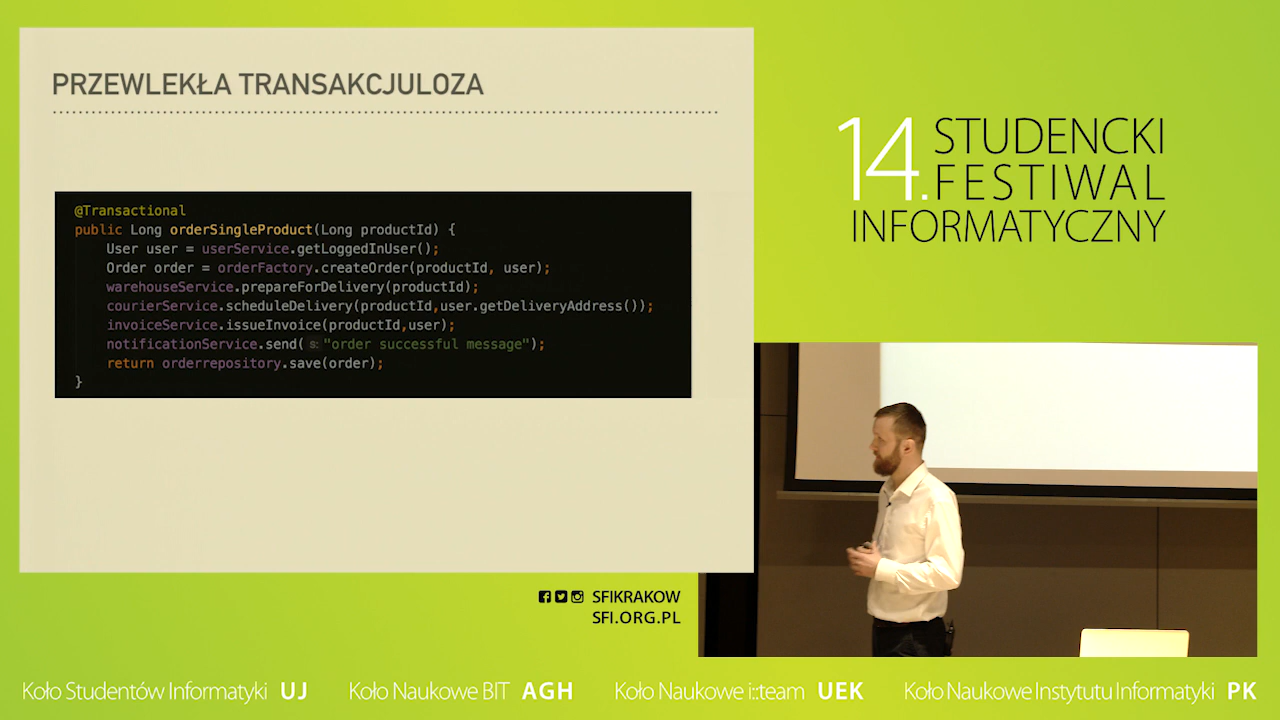 PRZEWLEKŁA TRANSAKCJULOZA
@Transactional
public Long orderSingleProduct(Long productId) {
User user = userService.getLoggedInUser();
Order order = orderFactory.createOrder(productId, user);
warehouseService.prepareForDelivery(productId);
courierService.scheduleDelivery(productId,user.getDeliveryAddress());
invoiceService.issueInvoice(productId,user);
notificationService.send( s: "order successful message");
return orderrepository.save(order);
}
14. STUDENCKI
FESTIWAL
INFORMATYCZNY
SFIKRAKOW
SFI.ORG.PL
Koło Studentów Informatyki UJ
Koło Naukowe BIT AGH
Koło Naukowe i::team UEK
Koło Naukowe Instytutu Informatyki PK